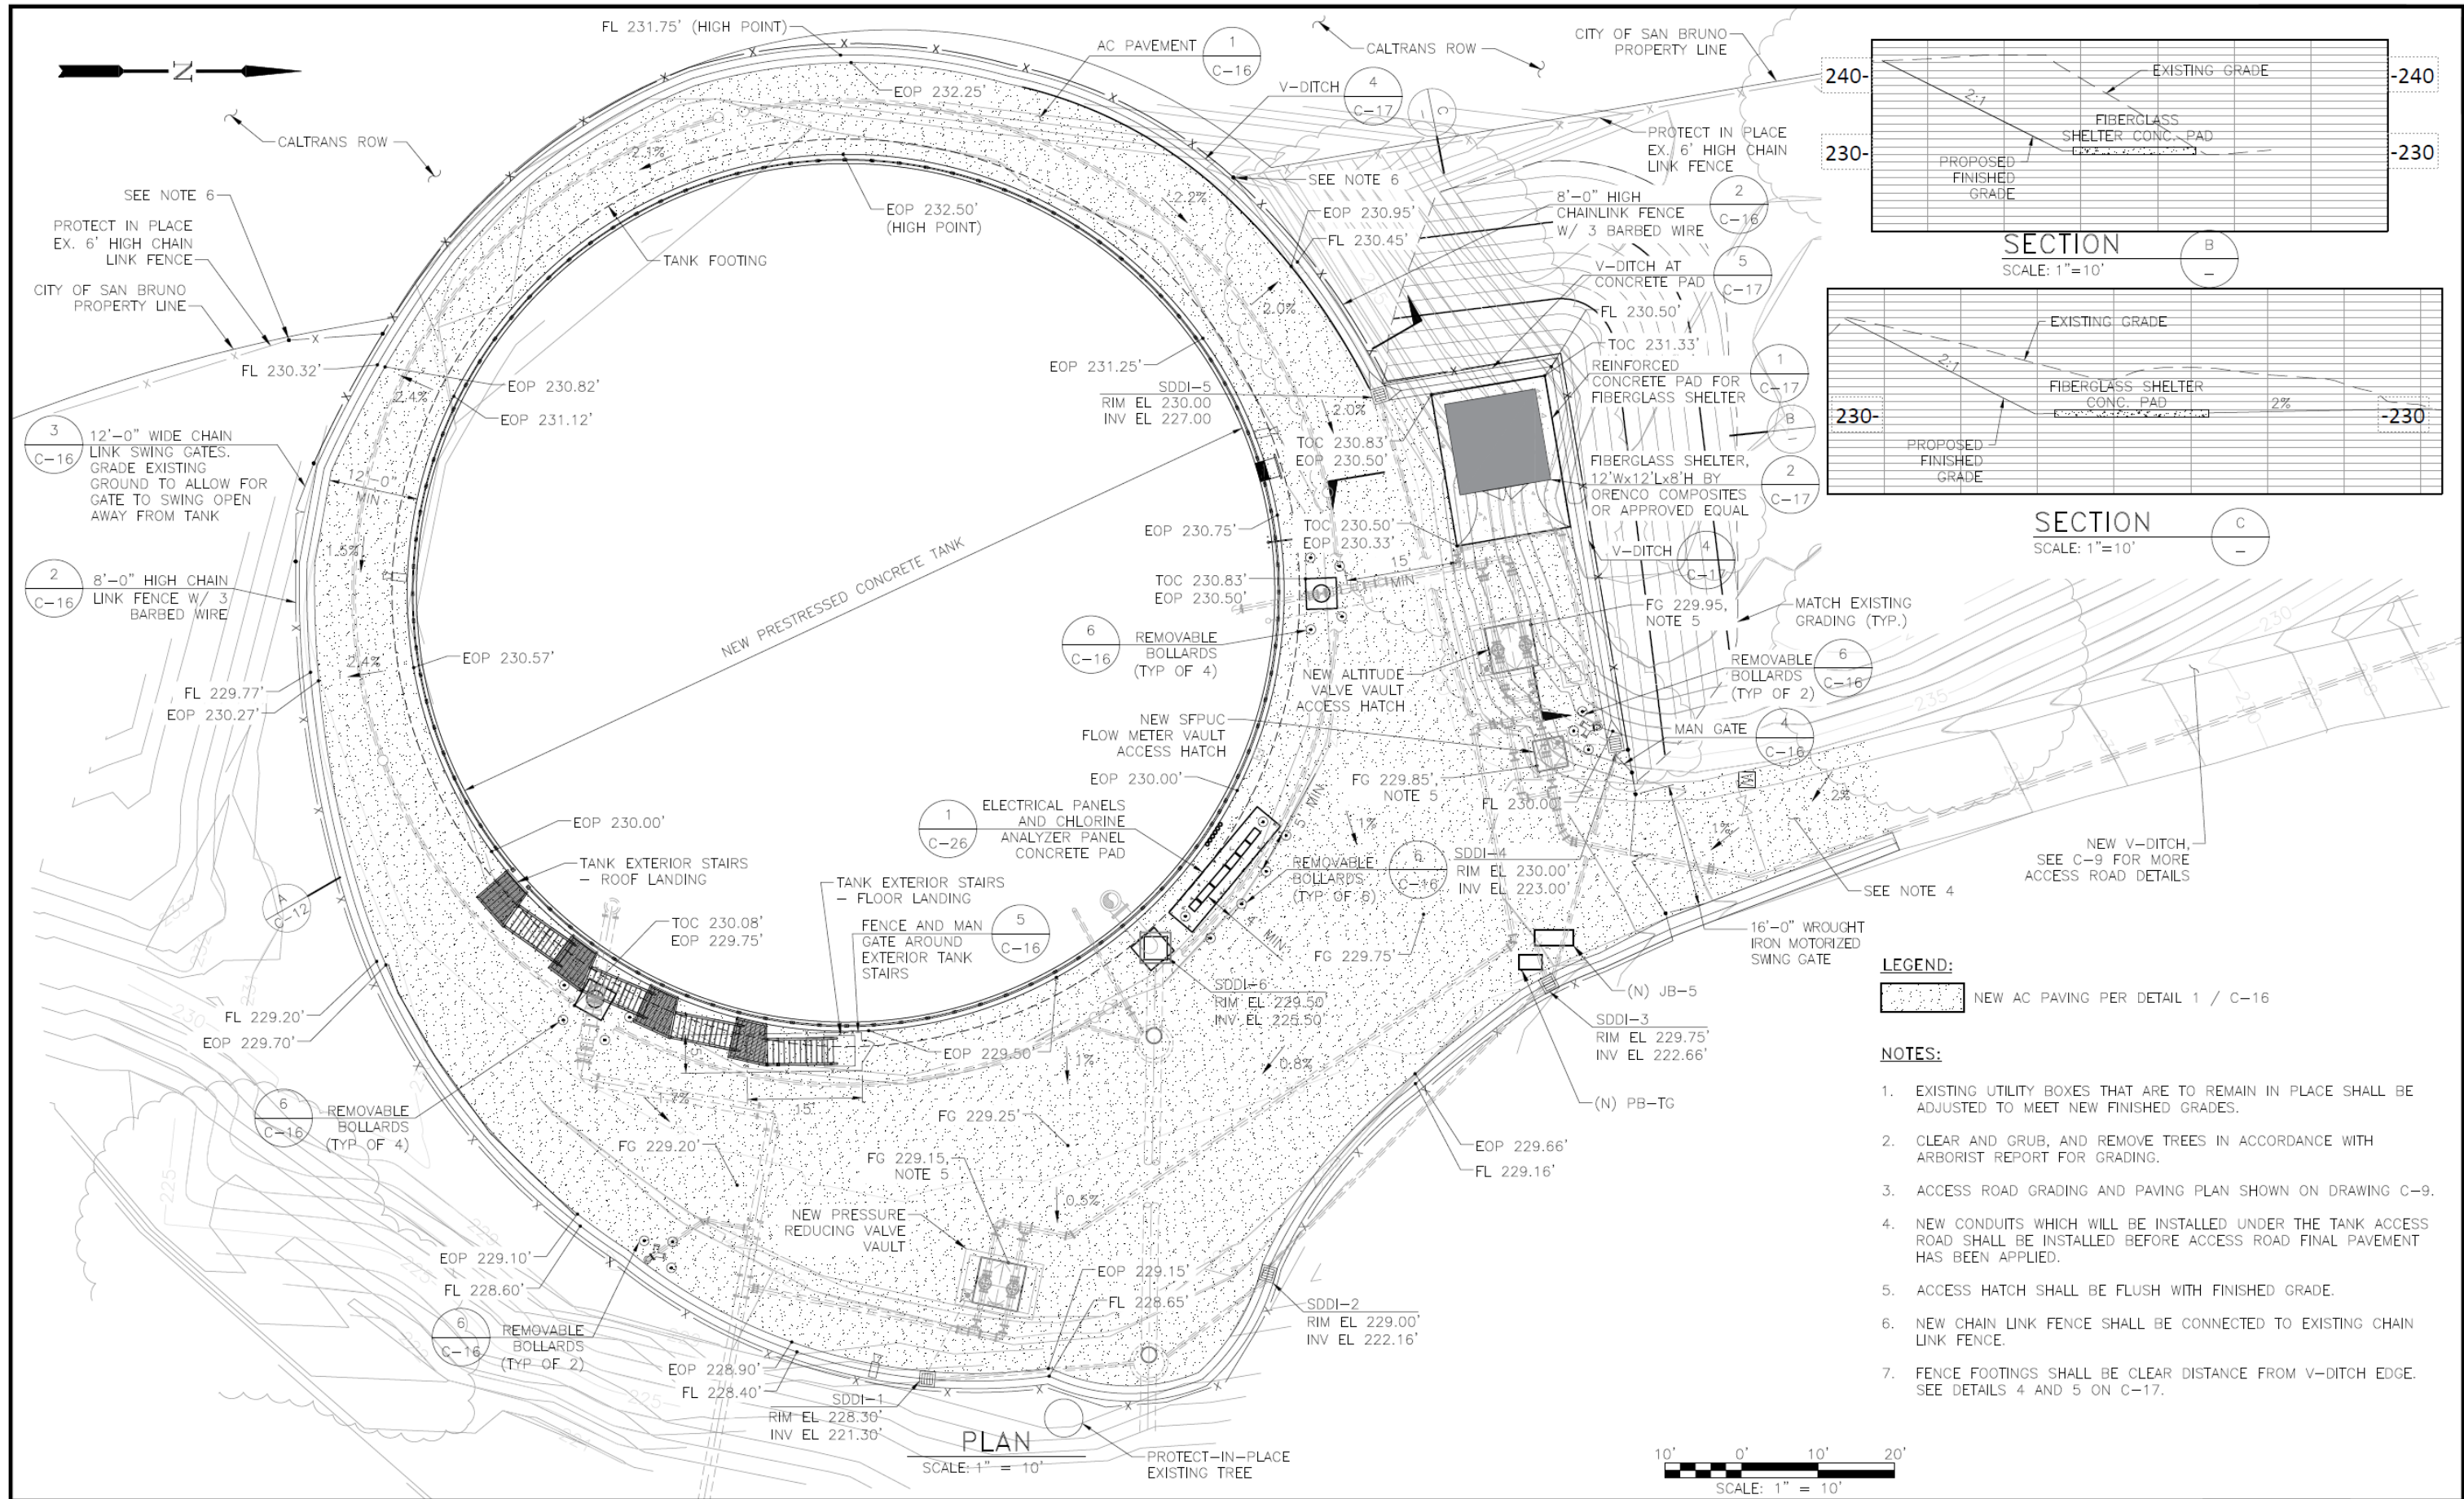 FL 231.75' (HIGH POINT)
AC PAVEMENT
1
C-16
CALTRANS ROW
CITY OF SAN BRUNO
PROPERTY LINE
N
EOP 232.25'
V-DITCH
4
C-17
C
CALTRANS ROW
PROTECT IN PLACE
EX. 6' HIGH CHAIN
LINK FENCE
2.1%
SEE NOTE 6
SEE NOTE 6
2.2%
8'-0" HIGH
CHAINLINK FENCE
W/ 3 BARBED WIRE
2
C-16
EOP 232.50'
(HIGH POINT)
EOP 230.95'
FL 230.45'
PROTECT IN PLACE
EX. 6' HIGH CHAIN
LINK FENCE
TANK FOOTING
V-DITCH AT
CONCRETE PAD
5
C-17
CITY OF SAN BRUNO
PROPERTY LINE
2.0%
FL 230.50'
TOC 231.33'
FL 230.32'
EOP 230.82'
EOP 231.25'
REINFORCED
CONCRETE PAD FOR
FIBERGLASS SHELTER
1
C-17
2.4%
EOP 231.12'
SDDI-5
RIM EL 230.00
INV EL 227.00
2.0%
B
–
3
C-16
12'-0" WIDE CHAIN
LINK SWING GATES.
GRADE EXISTING
GROUND TO ALLOW FOR
GATE TO SWING OPEN
AWAY FROM TANK
12'-0"
MIN.
TOC 230.83'
EOP 230.50'
FIBERGLASS SHELTER,
12'Wx12'Lx8'H BY
ORENCO COMPOSITES
OR APPROVED EQUAL
2
C-17
1.5%
EOP 230.75'
TOC 230.50'
EOP 230.33'
V-DITCH
4
C-17
NEW PRESTRESSED CONCRETE TANK
2
C-16
8'-0" HIGH CHAIN
LINK FENCE W/ 3
BARBED WIRE
TOC 230.83'
EOP 230.50'
15'
MIN.
FG 229.95,
NOTE 5
MATCH EXISTING
GRADING (TYP.)
6
C-16
REMOVABLE
BOLLARDS
(TYP OF 4)
2.4%
EOP 230.57'
FL 229.77'
EOP 230.27'
NEW ALTITUDE
VALVE VAULT
ACCESS HATCH
REMOVABLE
BOLLARDS
(TYP OF 2)
6
C-16
230
235
235
NEW SFPUC
FLOW METER VAULT
ACCESS HATCH
MAN GATE
4
C-16
EOP 230.00'
FG 229.85',
NOTE 5
FL 230.00'
2%
1%
1
C-26
ELECTRICAL PANELS
AND CHLORINE
ANALYZER PANEL
CONCRETE PAD
5' MIN.
1%
EOP 230.00'
TANK EXTERIOR STAIRS
– ROOF LANDING
TANK EXTERIOR STAIRS
– FLOOR LANDING
REMOVABLE
BOLLARDS
(TYP OF 6)
6
C-16
SDDI-4
RIM EL 230.00'
INV EL 223.00'
NEW V-DITCH,
SEE C-9 FOR MORE
ACCESS ROAD DETAILS
SEE NOTE 4
A
C-12
TOC 230.08'
EOP 229.75'
FENCE AND MAN
GATE AROUND
EXTERIOR TANK
STAIRS
5
C-16
4' MIN.
FG 229.75'
16'-0" WROUGHT
IRON MOTORIZED
SWING GATE
231
230
FL 229.20'
EOP 229.70'
SDDI-6
RIM EL 229.50'
INV EL 225.50'
(N) JB-5
SDDI-3
RIM EL 229.75'
INV EL 222.66'
5'
EOP 229.50'
1%
0.8%
1.7%
15'
(N) PB-TG
6
C-16
REMOVABLE
BOLLARDS
(TYP OF 4)
FG 229.25'
FG 229.20'
FG 229.15,
NOTE 5
EOP 229.66'
FL 229.16'
225
0.5%
NEW PRESSURE
REDUCING VALVE
VAULT
EOP 229.10'
FL 228.60'
EOP 229.15'
FL 228.65'
SDDI-2
RIM EL 229.00'
INV EL 222.16'
6
C-16
REMOVABLE
BOLLARDS
(TYP OF 2)
EOP 228.90'
FL 228.40'
225
SDDI-1
RIM EL 228.30'
INV EL 221.30'
PROTECT-IN-PLACE
EXISTING TREE
PLAN
SCALE: 1" = 10'
240-
-240
EXISTING GRADE
2:1
FIBERGLASS
SHELTER CONC. PAD
230-
-230
PROPOSED
FINISHED
GRADE
SECTION
B
–
SCALE: 1"=10'
EXISTING GRADE
2:1
FIBERGLASS SHELTER
CONC. PAD
2%
230-
-230
PROPOSED
FINISHED
GRADE
SECTION
C
–
SCALE: 1"=10'
LEGEND:
NEW AC PAVING PER DETAIL 1 / C-16
NOTES:
1. EXISTING UTILITY BOXES THAT ARE TO REMAIN IN PLACE SHALL BE
ADJUSTED TO MEET NEW FINISHED GRADES.
2. CLEAR AND GRUB, AND REMOVE TREES IN ACCORDANCE WITH
ARBORIST REPORT FOR GRADING.
3. ACCESS ROAD GRADING AND PAVING PLAN SHOWN ON DRAWING C-9.
4. NEW CONDUITS WHICH WILL BE INSTALLED UNDER THE TANK ACCESS
ROAD SHALL BE INSTALLED BEFORE ACCESS ROAD FINAL PAVEMENT
HAS BEEN APPLIED.
5. ACCESS HATCH SHALL BE FLUSH WITH FINISHED GRADE.
6. NEW CHAIN LINK FENCE SHALL BE CONNECTED TO EXISTING CHAIN
LINK FENCE.
7. FENCE FOOTINGS SHALL BE CLEAR DISTANCE FROM V-DITCH EDGE.
SEE DETAILS 4 AND 5 ON C-17.
10' 0' 10' 20'
SCALE: 1" = 10'